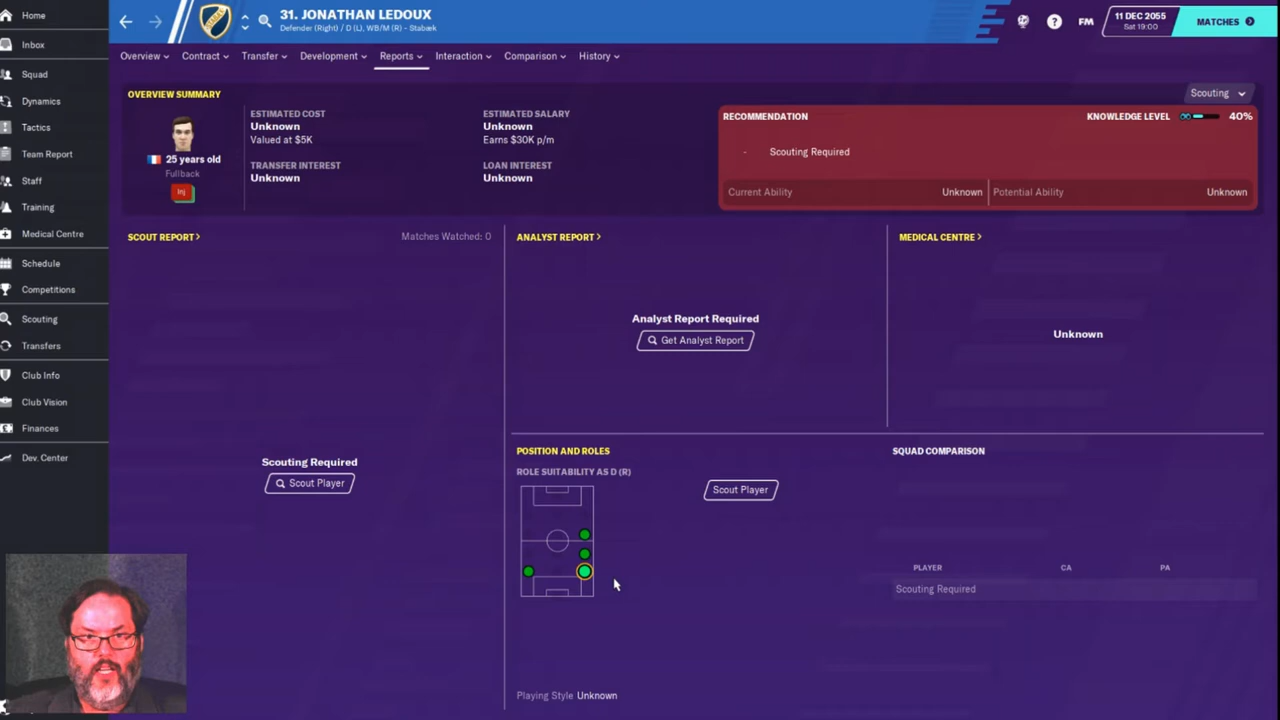 Home
Inbox
Squad
Dynamics
Tactics
Team Report
Staff
Training
Medical Centre
Schedule
Competitions
Scouting
Transfers
Club Info
Club Vision
Finances
Dev. Center
31. JONATHAN LEDOUX
Defender (Right) / D (L), WB/M (R) - Stabæk
FM
11 DEC 2055
Sat 19:00
MATCHES
Overview
Contract
Transfer
Development
Reports
Interaction
Comparison
History
OVERVIEW SUMMARY
Scouting
25 years old
Fullback
Inj
ESTIMATED COST
Unknown
Valued at $5K
TRANSFER INTEREST
Unknown
ESTIMATED SALARY
Unknown
Earns $30K p/m
LOAN INTEREST
Unknown
RECOMMENDATION
KNOWLEDGE LEVEL 40%
- Scouting Required
Current Ability Unknown
Potential Ability Unknown
SCOUT REPORT>
Matches Watched: 0
Scouting Required
Scout Player
ANALYST REPORT>
Analyst Report Required
Get Analyst Report
MEDICAL CENTRE>
Unknown
POSITION AND ROLES
ROLE SUITABILITY AS D (R)
Scout Player
Playing Style Unknown
SQUAD COMPARISON
PLAYER CA PA
Scouting Required